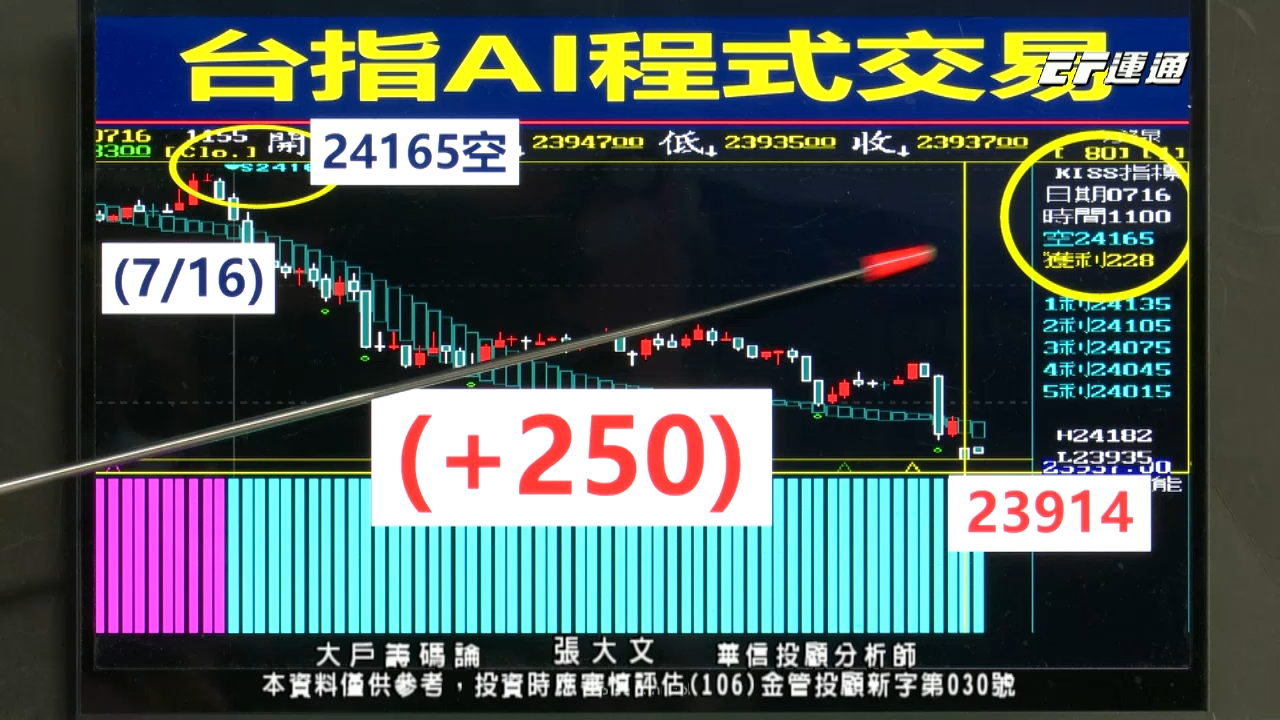 台指AI程式交易
EF運通
0716 1155 開 23947.00 低↓ 23935.00 收↓ 23937.00
3300 [Clo.] [ 80] [1]
24165空
KISS指標
日期0716
時間1100
空24165
獲利228
(7/16)
1利24135
2利24105
3利24075
4利24045
5利24015
(+250)
H24182
L23935
能
23914
大戶籌碼論 張大文 華信投顧分析師
本資料僅供參考，投資時應審慎評估(106)金管投顧新字第030號